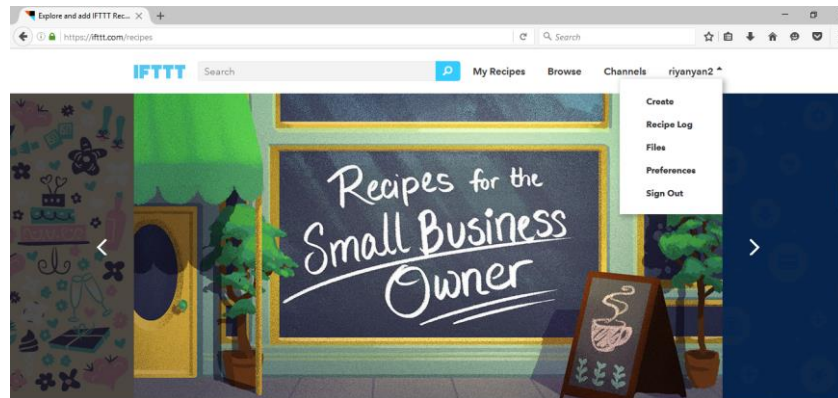 Explore and add IFTTT Rec...
https://ifttt.com/recipes
Search
IFTTT
Search
My Recipes
Browse
Channels
riyanyan2
Create
Recipe Log
Files
Preferences
Sign Out
Recipes for the
Small Business
Owner